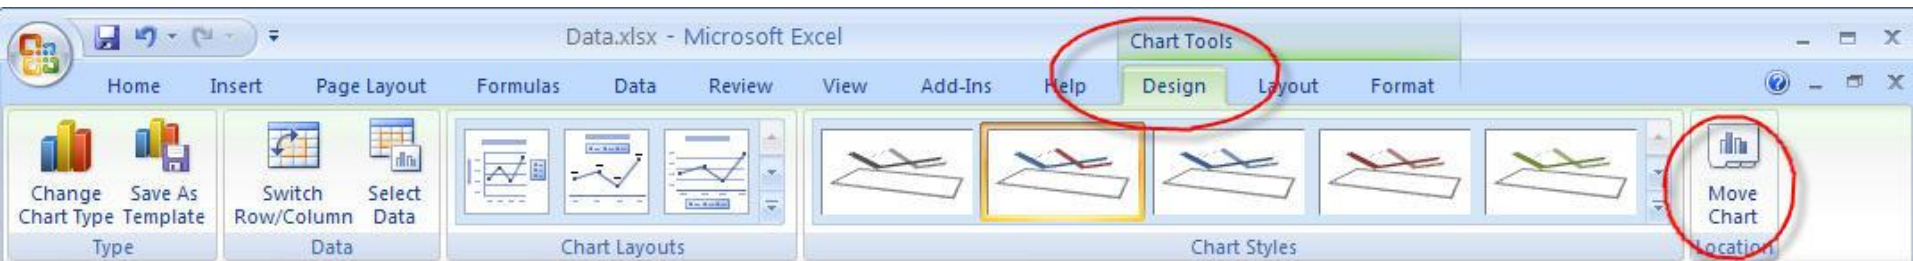 Data.xlsx - Microsoft Excel
Chart Tools
Home Insert Page Layout Formulas Data Review View Add-Ins Help Design Layout Format
Change Chart Type
Save As Template
Switch Row/Column
Select Data
Move Chart
Type Data Chart Layouts Chart Styles Location